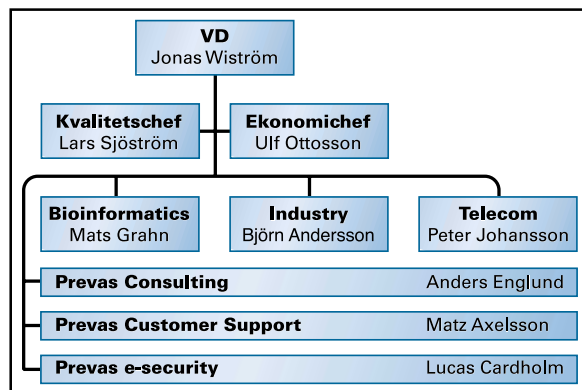 VD
Jonas Wiström
Kvalitetschef
Lars Sjöström
Ekonomichef
Ulf Ottosson
Bioinformatics
Mats Grahn
Industry
Björn Andersson
Telecom
Peter Johansson
Prevas Consulting Anders Englund
Prevas Customer Support Matz Axelsson
Prevas e-security Lucas Cardholm